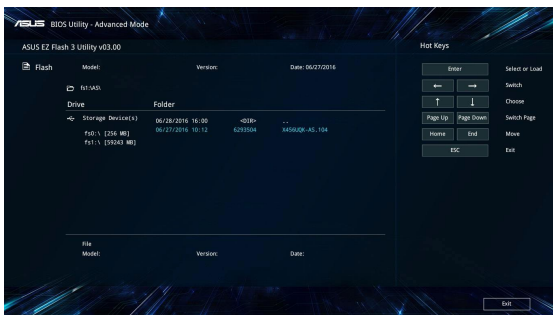 ASUS BIOS Utility - Advanced Mode
ASUS EZ Flash 3 Utility v03.00
Flash
Model: Version: Date: 06/27/2016
fs1:\AS\
Drive Folder
Storage Device(s)
fs0:\ [256 MB]
fs1:\ [59243 MB]
06/28/2016 16:00 <DIR> ..
06/27/2016 10:12 6293504 X456UQK-AS.104
File
Model: Version: Date:
Hot Keys
Enter Select or Load
← → Switch
↑ ↓ Choose
Page Up Page Down Switch Page
Home End Move
ESC Exit
Exit